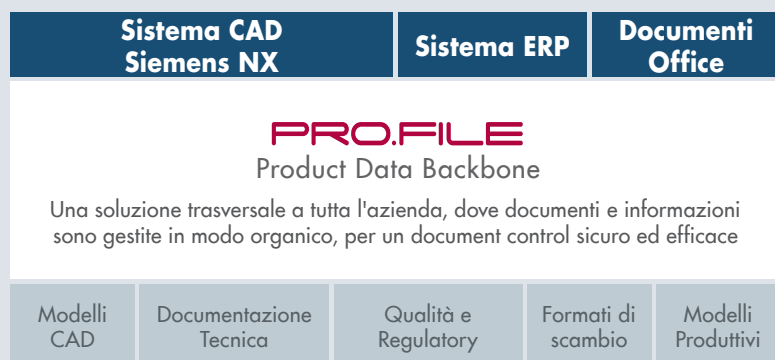 Sistema CAD
Siemens NX
Sistema ERP
Documenti
Office
PRO.FILE
Product Data Backbone
Una soluzione trasversale a tutta l'azienda, dove documenti e informazioni
sono gestite in modo organico, per un document control sicuro ed efficace
Modelli
CAD
Documentazione
Tecnica
Qualità e
Regulatory
Formati di
scambio
Modelli
Produttivi